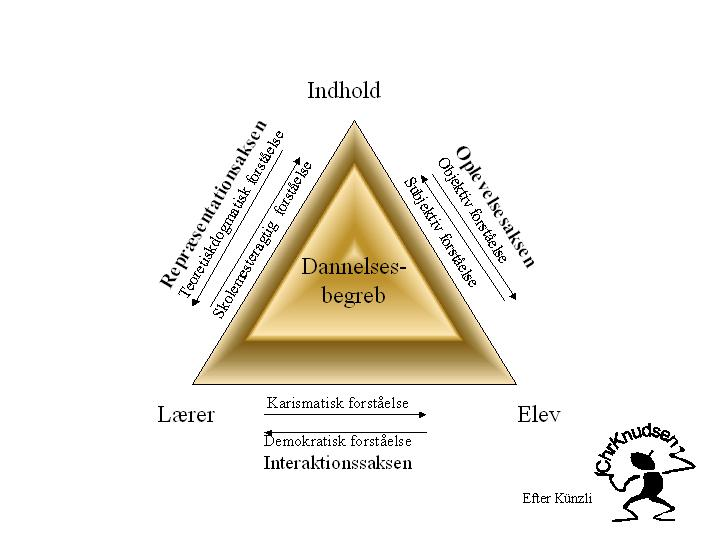 Indhold
Repræsentationsaksen
Teoretiskdogmatisk forståelse
Skolemesteragtig forståelse
Oplevelsesaksen
Objektiv forståelse
Subjektiv forståelse
Dannelses-
begreb
Lærer
Karismatisk forståelse
Elev
Demokratisk forståelse
Interaktionssaksen
Efter Künzli
ChrKnudsen